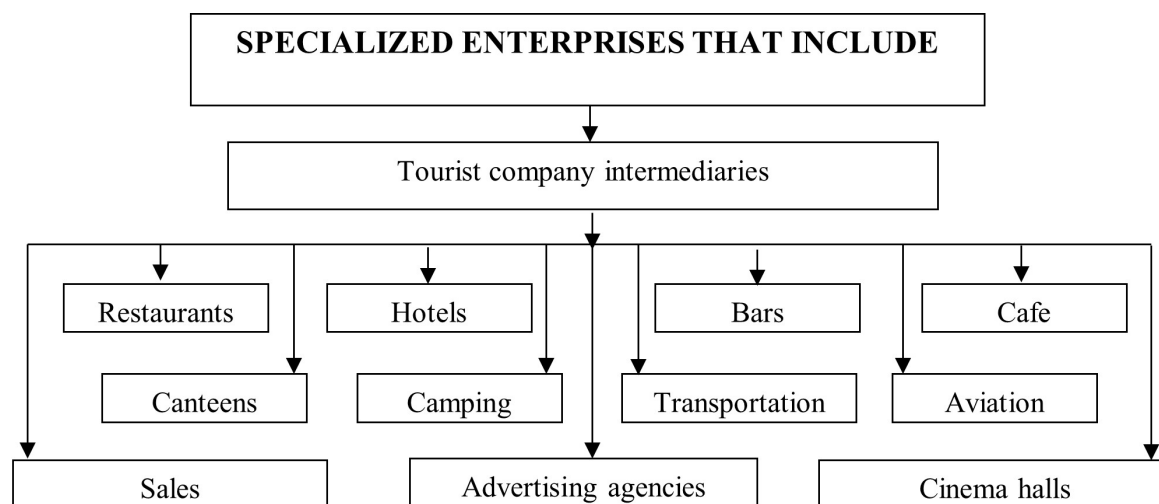 SPECIALIZED ENTERPRISES THAT INCLUDE
Tourist company intermediaries
Restaurants
Hotels
Bars
Cafe
Canteens
Camping
Transportation
Aviation
Sales
Advertising agencies
Cinema halls